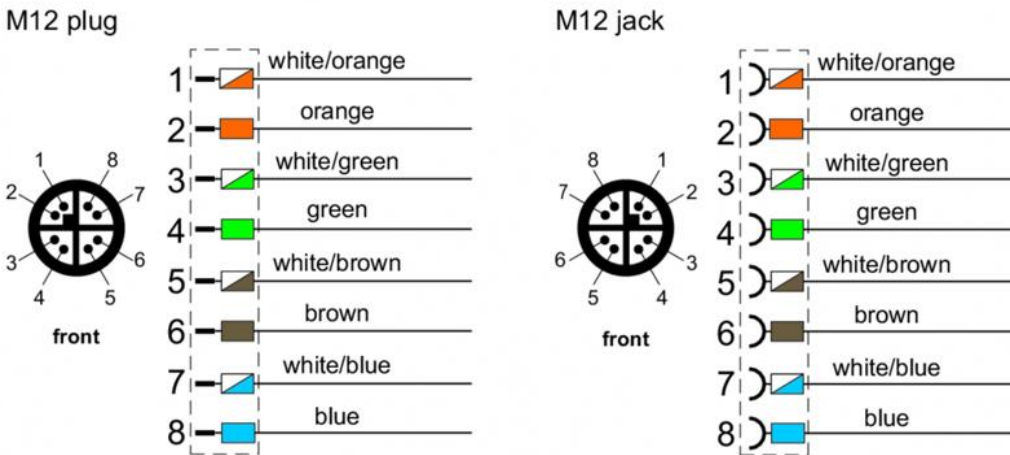 M12 plug
1 white/orange
2 orange
3 white/green
4 green
5 white/brown
6 brown
7 white/blue
8 blue
1 8
2 7
3 6
4 5
front
M12 jack
1 white/orange
2 orange
3 white/green
4 green
5 white/brown
6 brown
7 white/blue
8 blue
8 1
7 2
6 3
5 4
front